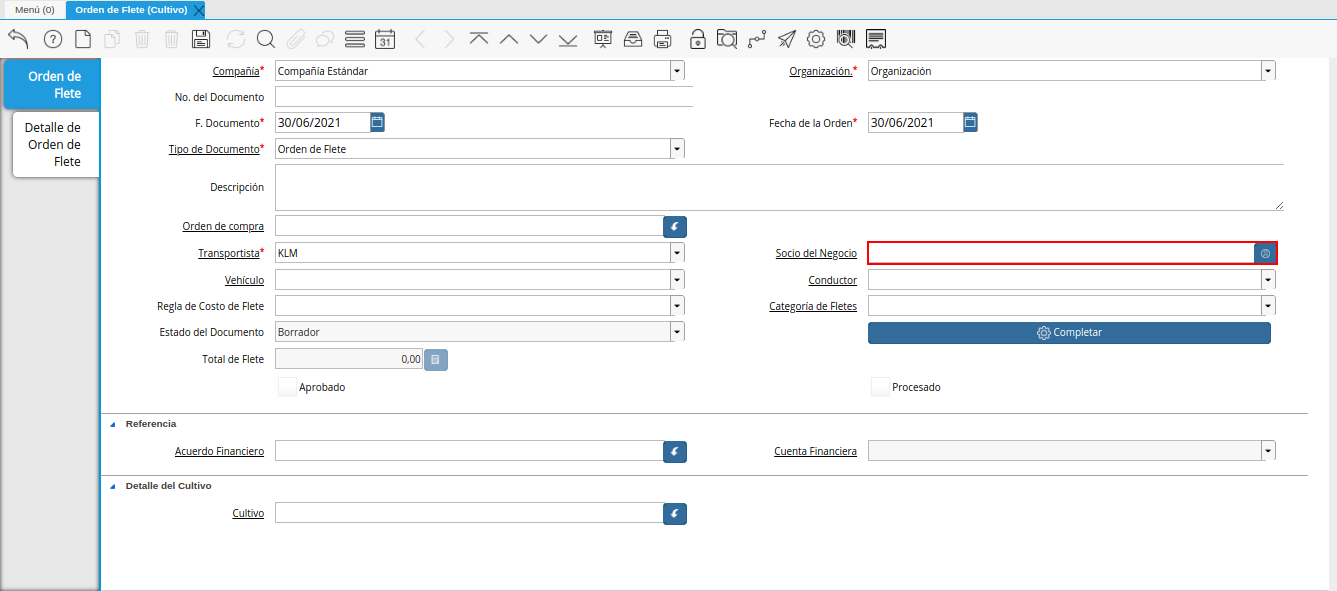 Menú (0)
Orden de Flete (Cultivo)
31
Orden de
Flete
Detalle de
Orden de
Flete
Compañía* Compañía Estándar
Organización.* Organización
No. del Documento
F. Documento* 30/06/2021
Fecha de la Orden* 30/06/2021
Tipo de Documento* Orden de Flete
Descripción
Orden de compra
Transportista* KLM
Socio del Negocio
Vehículo
Conductor
Regla de Costo de Flete
Categoría de Fletes
Estado del Documento Borrador
Completar
Total de Flete 0,00
Aprobado
Procesado
Referencia
Acuerdo Financiero
Cuenta Financiera
Detalle del Cultivo
Cultivo